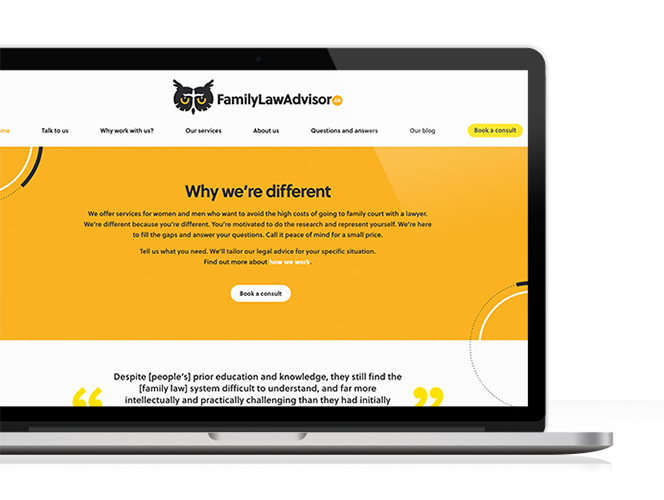 FamilyLawAdvisor.ca
ome
Talk to us
Why work with us?
Our services
About us
Questions and answers
Our blog
Book a consult
Why we're different
We offer services for women and men who want to avoid the high costs of going to family court with a lawyer.
We're different because you're different. You're motivated to do the research and represent yourself. We're here
to fill the gaps and answer your questions. Call it peace of mind for a small price.
Tell us what you need. We'll tailor our legal advice for your specific situation.
Find out more about how we work.
Book a consult
“ Despite [people's] prior education and knowledge, they still find the
[family law] system difficult to understand, and far more
intellectually and practically challenging than they had initially ”